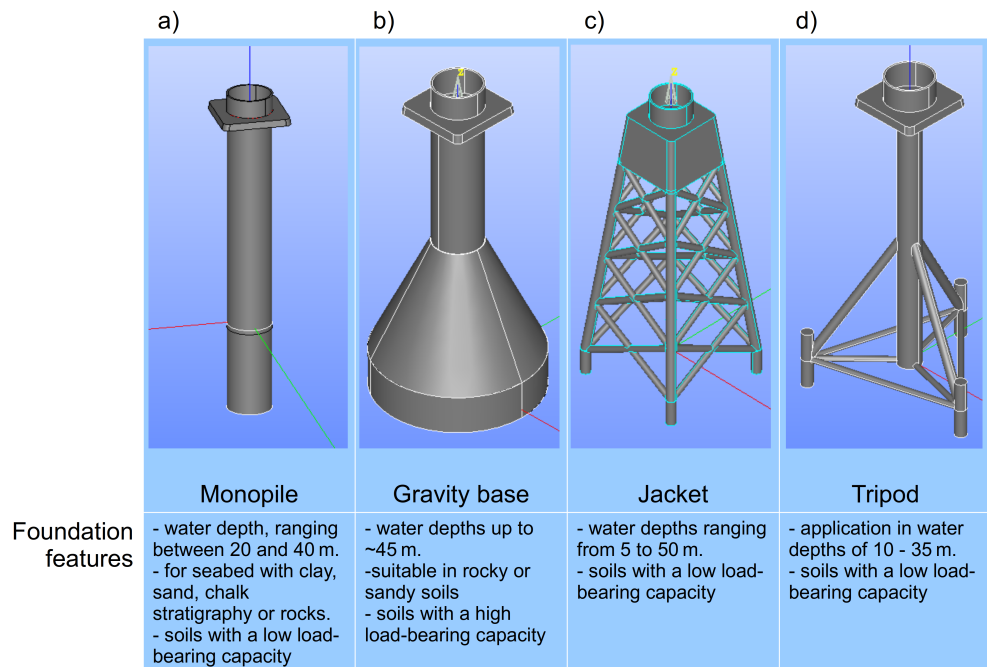 a)
b)
c)
d)
Monopile
Gravity base
Jacket
Tripod
Foundation
features
- water depth, ranging
between 20 and 40 m.
- for seabed with clay,
sand, chalk
stratigraphy or rocks.
- soils with a low load-
bearing capacity
- water depths up to
~45 m.
-suitable in rocky or
sandy soils
- soils with a high
load-bearing capacity
- water depths ranging
from 5 to 50 m.
- soils with a low load-
bearing capacity
- application in water
depths of 10 - 35 m.
- soils with a low load-
bearing capacity